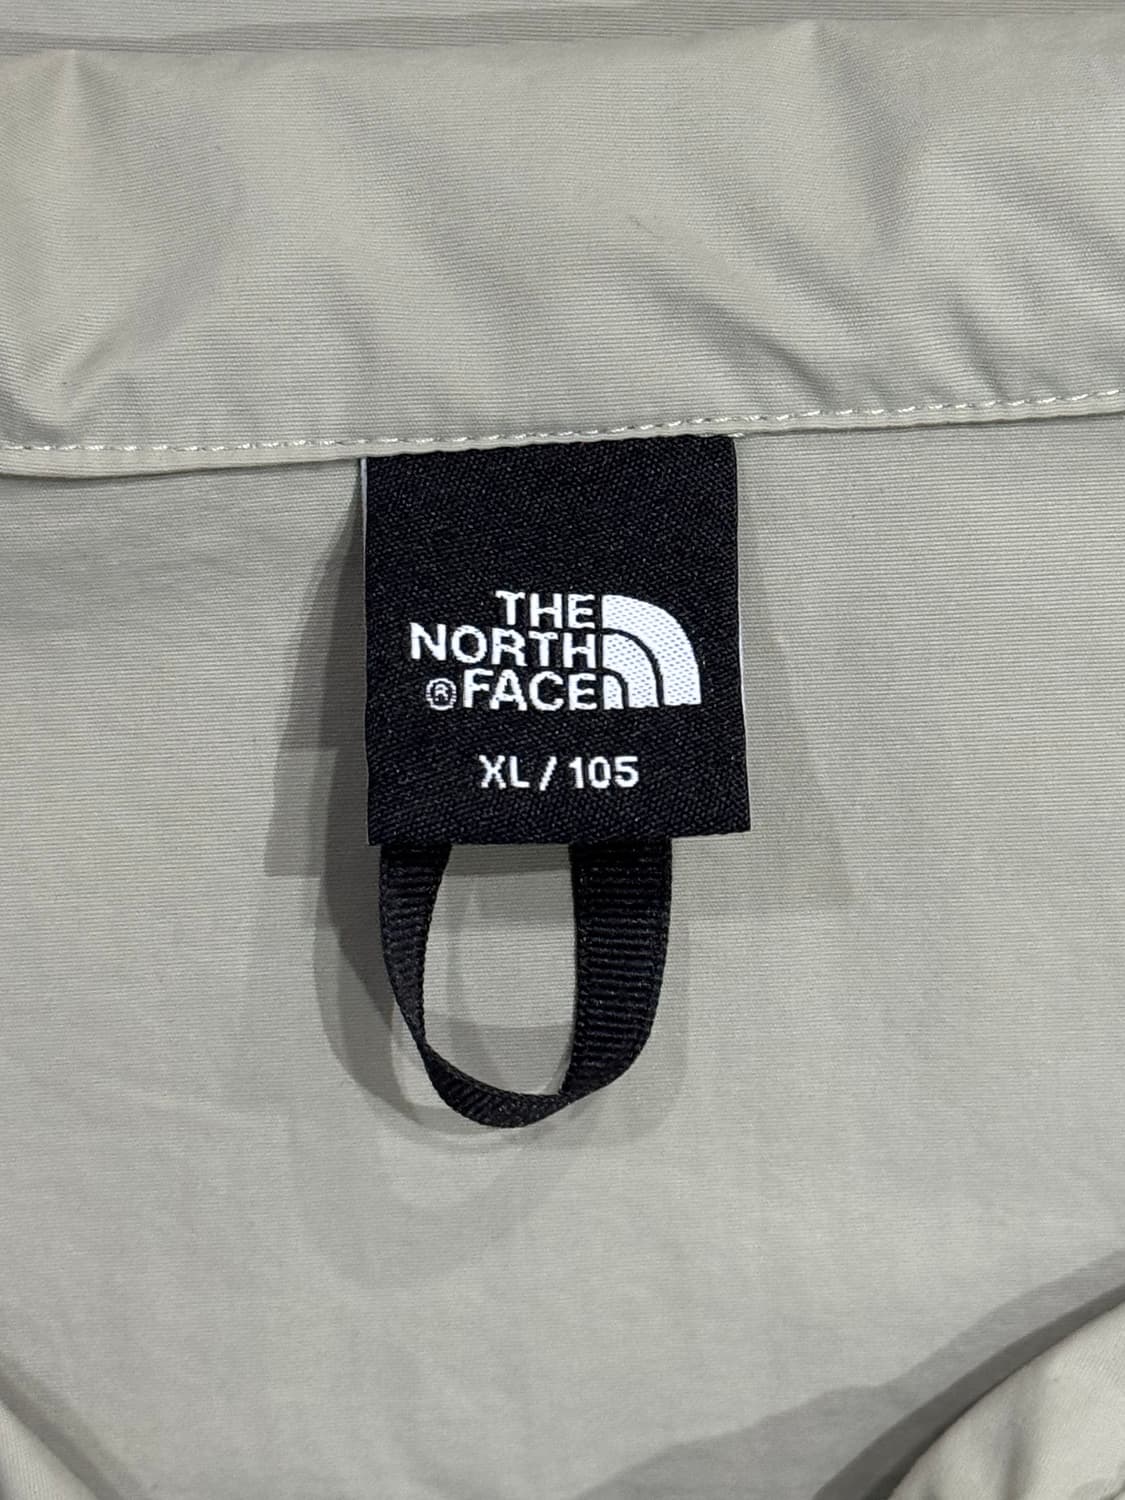 THE
NORTH
®FACE
XL / 105